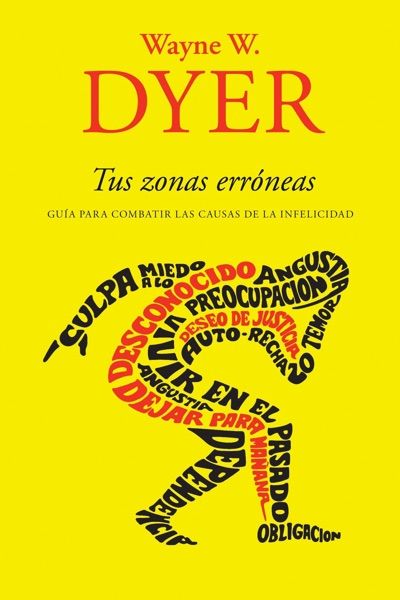 Wayne W.
DYER
Tus zonas erróneas
GUÍA PARA COMBATIR LAS CAUSAS DE LA INFELICIDAD
CULPA
MIEDO
A LO
DESCONOCIDO
ANGUSTIA
PREOCUPACION
TEMOR
DESEO DE JUSTICIA
AUTO-RECHAZO
VIVIR EN EL PASADO
ANGUSTIA
DEJAR PARA MAÑANA
DEPENDENCIA
OBLIGACION